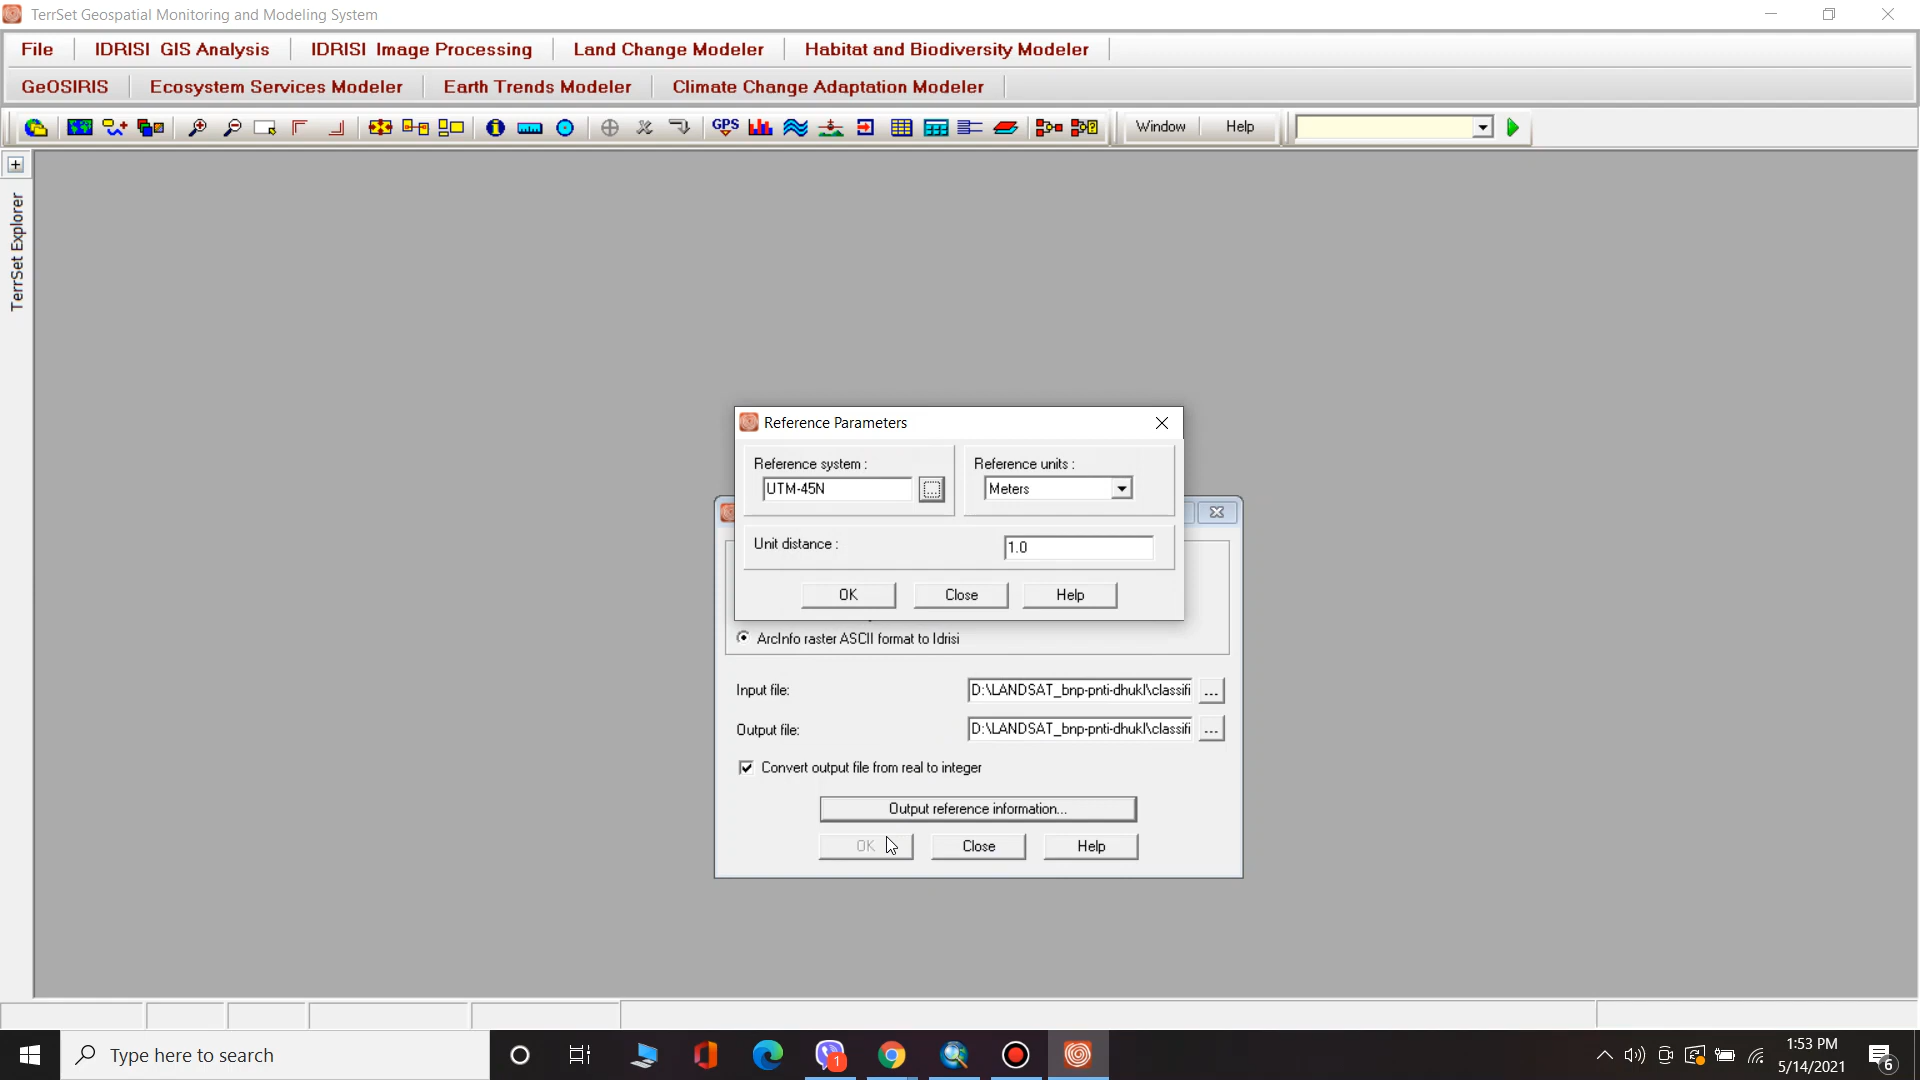 TerrSet Geospatial Monitoring and Modeling System
File IDRISI GIS Analysis IDRISI Image Processing Land Change Modeler Habitat and Biodiversity Modeler
GeOSIRIS Ecosystem Services Modeler Earth Trends Modeler Climate Change Adaptation Modeler
GPS Window Help
TerrSet Explorer
Reference Parameters
Reference system : Reference units :
UTM-45N ... Meters
Unit distance : 1.0
OK Close Help
ArcInfo raster ASCII format to Idrisi
Input file: D:\LANDSAT_bnp-pnti-dhukl\classifi ...
Output file: D:\LANDSAT_bnp-pnti-dhukl\classifi ...
Convert output file from real to integer
Output reference information...
OK Close Help
Type here to search
1
1:53 PM
5/14/2021
6